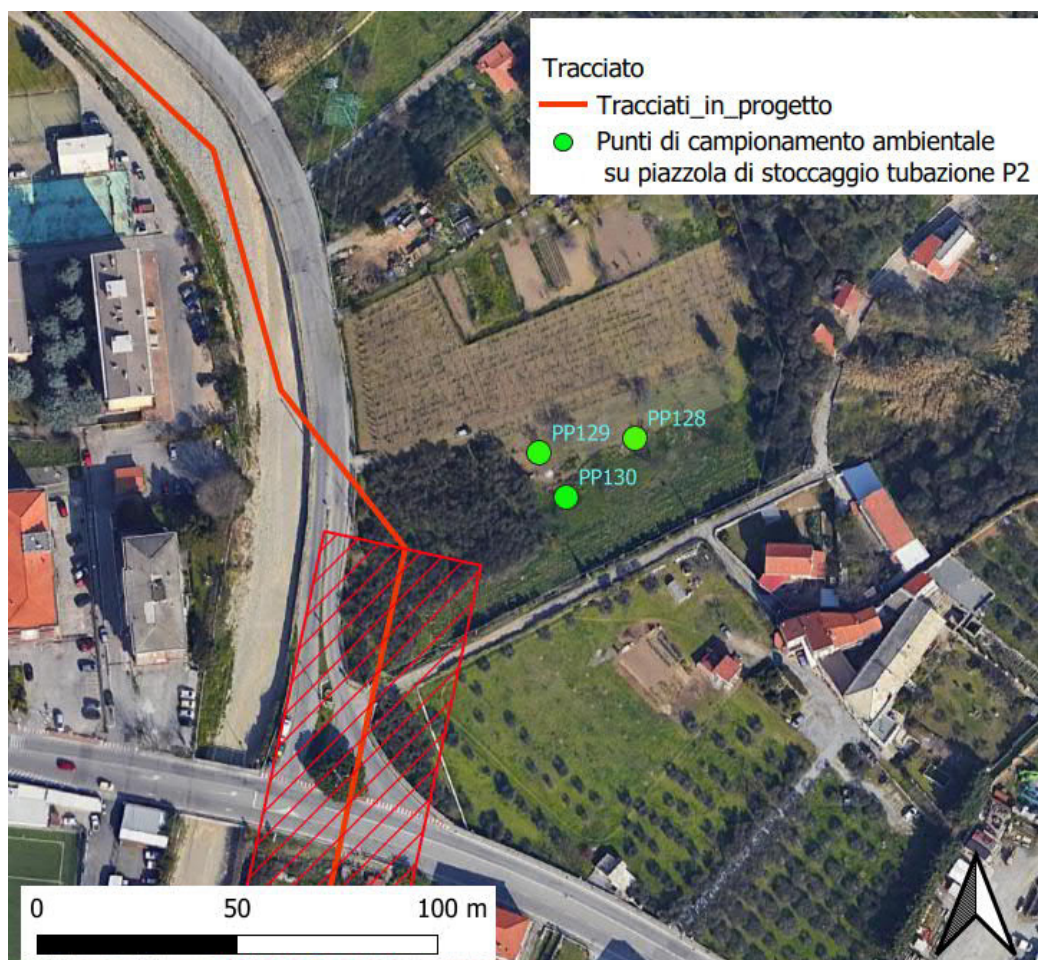 Tracciato
Tracciati_in_progetto
Punti di campionamento ambientale
su piazzola di stoccaggio tubazione P2
PP128
PP129
PP130
0 50 100 m